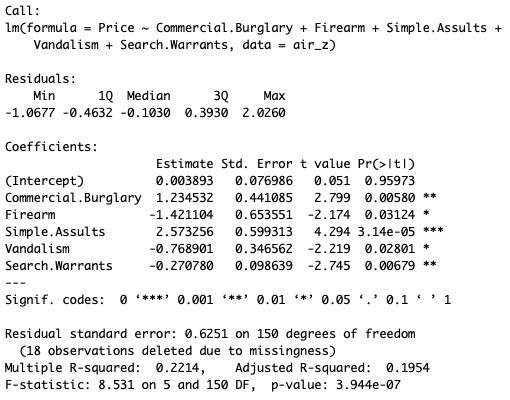 Call:
lm(formula = Price ~ Commercial.Burglary + Firearm + Simple.Assults +
    Vandalism + Search.Warrants, data = air_z)

Residuals:
    Min      1Q  Median      3Q     Max
-1.0677 -0.4632 -0.1030  0.3930  2.0260

Coefficients:
                     Estimate Std. Error t value Pr(>|t|)
(Intercept)          0.003893   0.076986   0.051  0.95973
Commercial.Burglary  1.234532   0.441085   2.799  0.00580 **
Firearm             -1.421104   0.653551  -2.174  0.03124 *
Simple.Assults       2.573256   0.599313   4.294 3.14e-05 ***
Vandalism           -0.768901   0.346562  -2.219  0.02801 *
Search.Warrants     -0.270780   0.098639  -2.745  0.00679 **
---
Signif. codes:  0 ‘***’ 0.001 ‘**’ 0.01 ‘*’ 0.05 ‘.’ 0.1 ‘ ’ 1

Residual standard error: 0.6251 on 150 degrees of freedom
  (18 observations deleted due to missingness)
Multiple R-squared:  0.2214,    Adjusted R-squared:  0.1954
F-statistic: 8.531 on 5 and 150 DF,  p-value: 3.944e-07